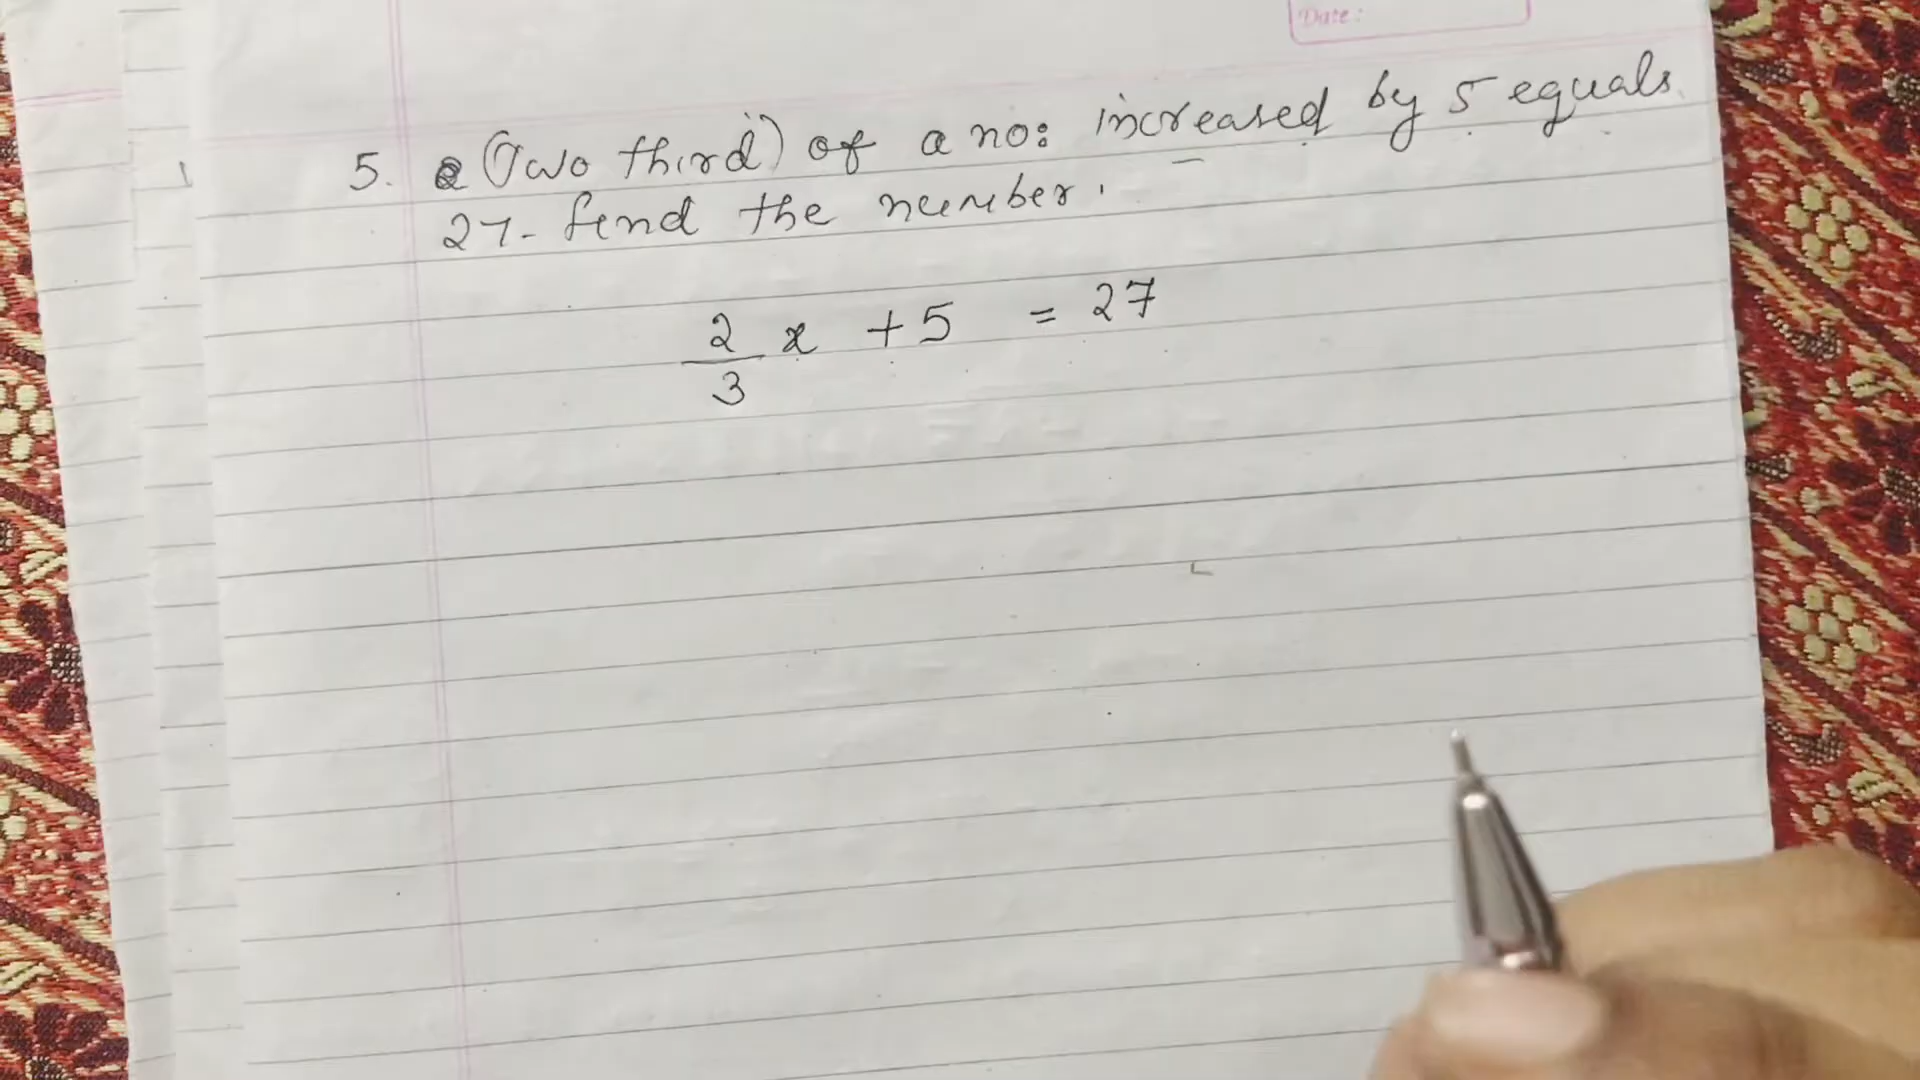 Date:
5. (Two third) of a no: increased by 5 equals
27. find the number.
2/3 x + 5 = 27